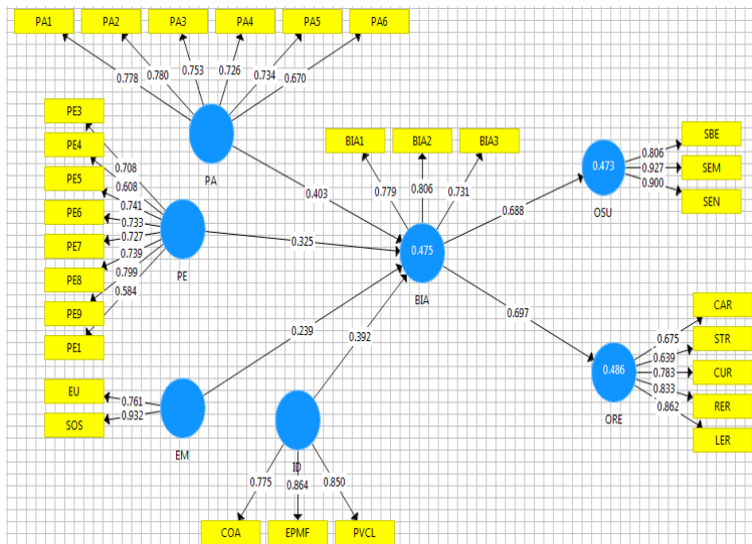 PA1 PA2 PA3 PA4 PA5 PA6
0.778 0.780 0.753 0.726 0.734 0.670
PA
PE3
PE4
PE5
PE6
PE7
PE8
PE9
PE1
0.708
0.608
0.741
0.733
0.727
0.739
0.799
0.584
PE
EU
SOS
0.761
0.932
EM
ID
0.775 0.864 0.850
COA EPMF PVCL
0.403
0.325
0.239
0.392
BIA1 BIA2 BIA3
0.779 0.806 0.731
0.475
BIA
0.688
0.697
0.473
OSU
0.806
0.927
0.900
SBE
SEM
SEN
0.486
ORE
0.675
0.639
0.783
0.833
0.862
CAR
STR
CUR
RER
LER